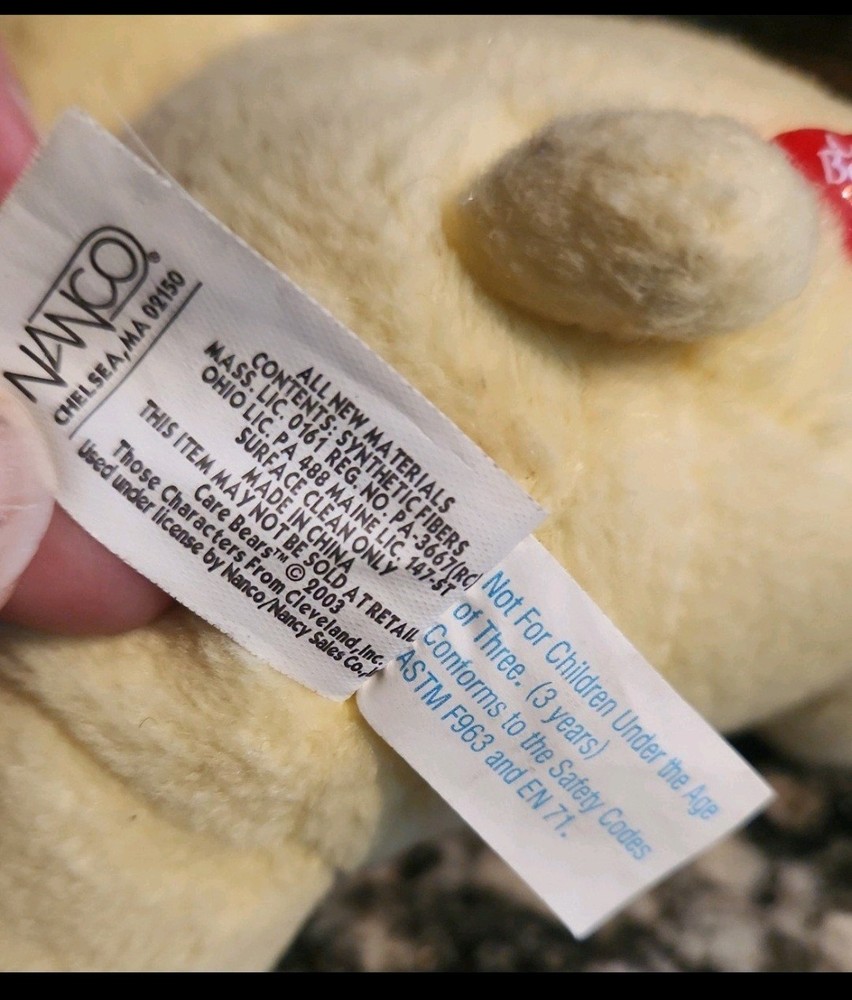 NANCO®
CHELSEA, MA 02150
ALL NEW MATERIALS
CONTENTS: SYNTHETIC FIBERS
MASS. LIC. 0161 REG. NO. PA-3667(RC)
OHIO LIC. PA 488 MAINE LIC. 147-ST
SURFACE CLEAN ONLY
MADE IN CHINA
THIS ITEM MAY NOT BE SOLD AT RETAIL
Care Bears™ © 2003
Those Characters From Cleveland, Inc.
Used under license by Nanco/Nancy Sales Co.,
Not For Children Under the Age
of Three. (3 years)
Conforms to the Safety Codes
ASTM F963 and EN 71.